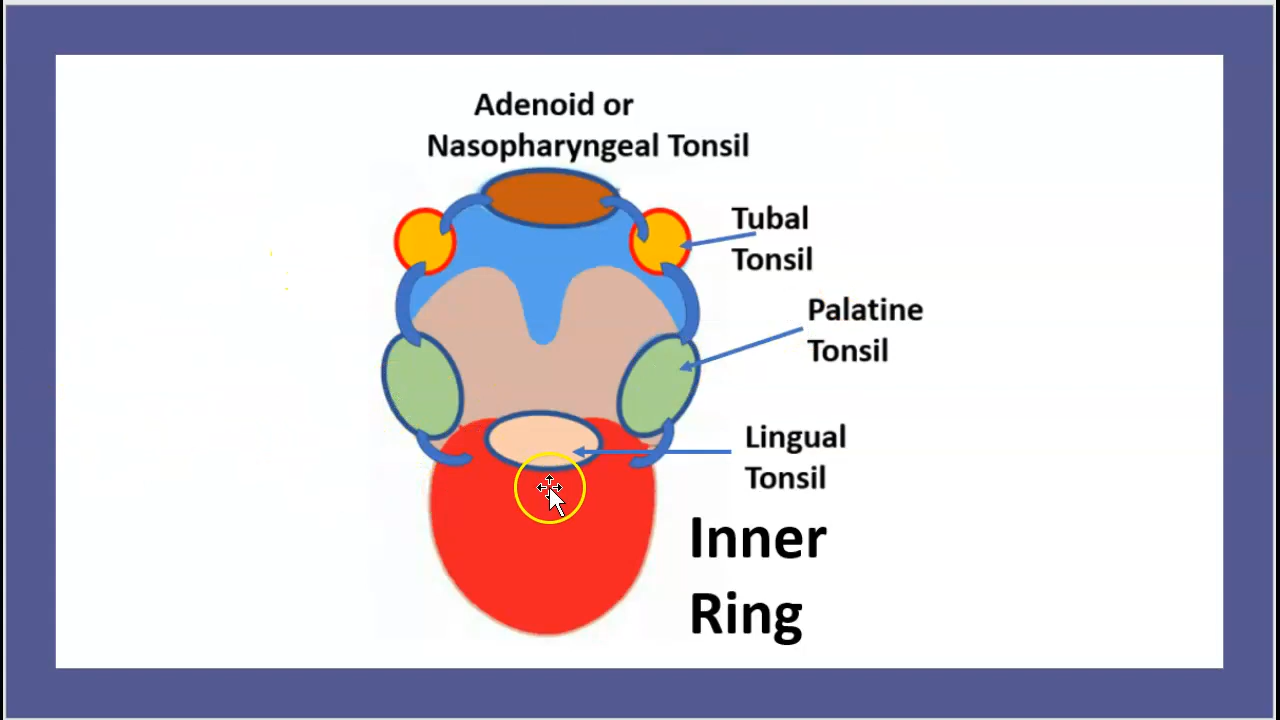 Adenoid or
Nasopharyngeal Tonsil
Tubal
Tonsil
Palatine
Tonsil
Lingual
Tonsil
Inner
Ring